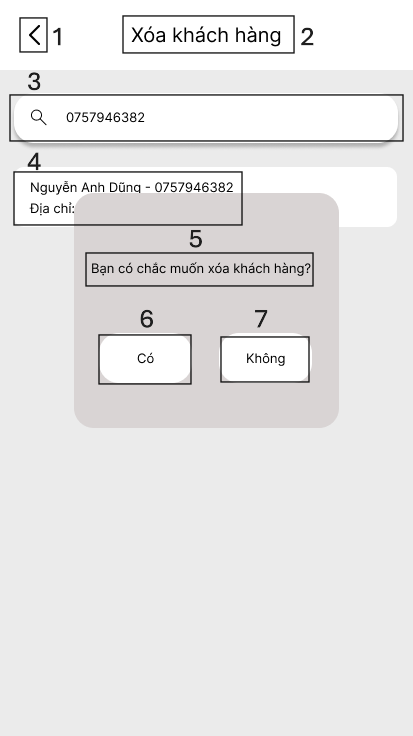 1
Xóa khách hàng
2
3
0757946382
4
Nguyễn Anh Dũng - 0757946382
Địa chỉ:
5
Bạn có chắc muốn xóa khách hàng?
6
7
Có
Không